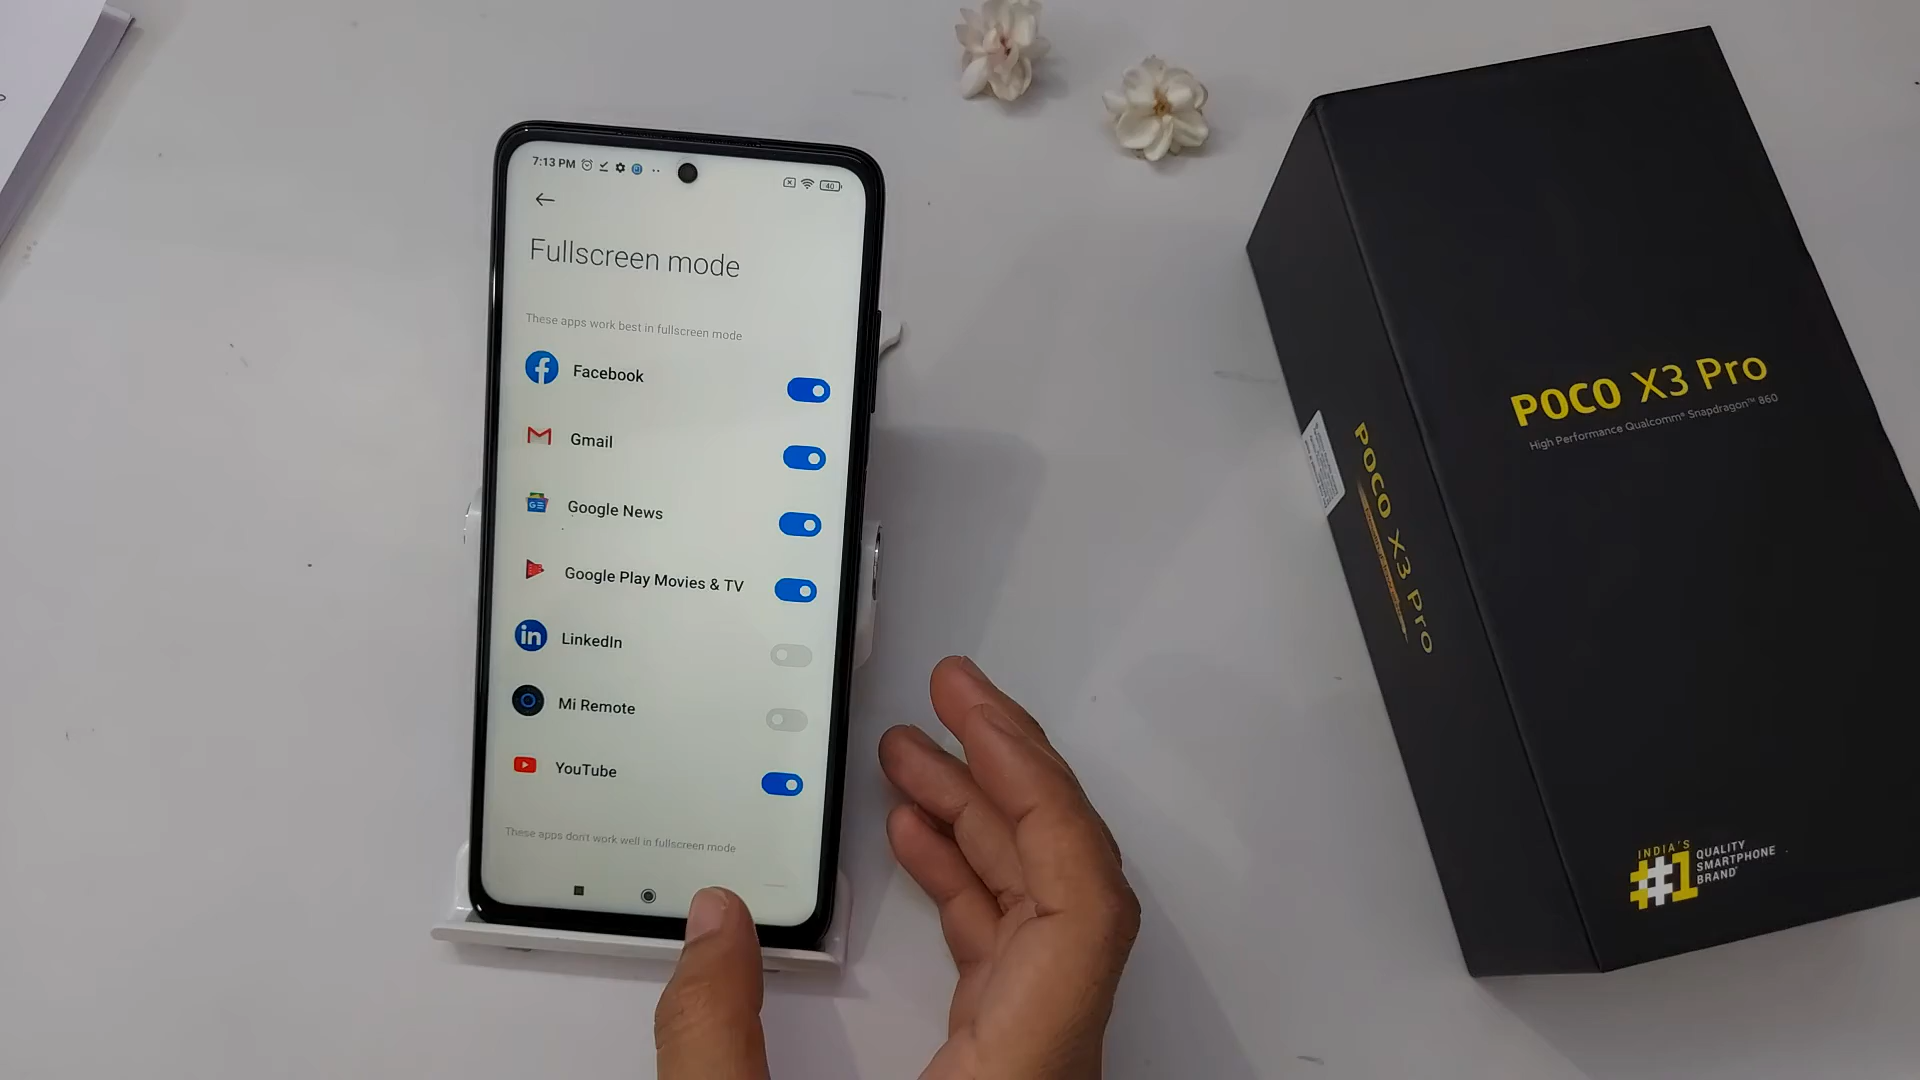 7:13 PM
40
Fullscreen mode
These apps work best in fullscreen mode
Facebook
Gmail
Google News
Google Play Movies & TV
LinkedIn
Mi Remote
YouTube
These apps don't work well in fullscreen mode
POCO X3 Pro
High Performance Qualcomm® Snapdragon™ 860
POCO X3 Pro
INDIA'S
#1 QUALITY
SMARTPHONE
BRAND